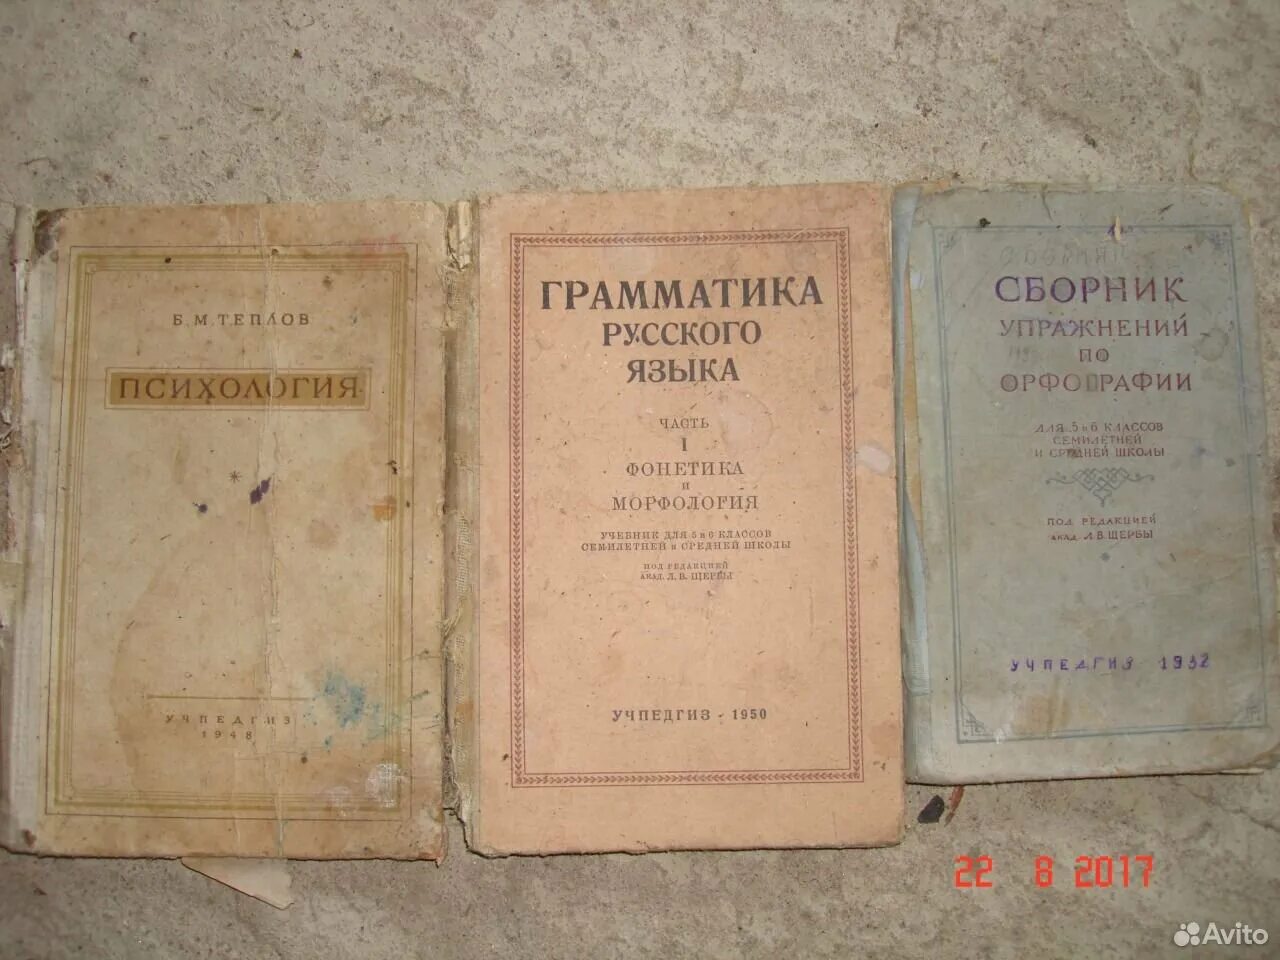 Б. М. ТЕПЛОВ
ПСИХОЛОГИЯ
УЧПЕДГИЗ
1948
ГРАММАТИКА
РУССКОГО
ЯЗЫКА
ЧАСТЬ
I
ФОНЕТИКА
и
МОРФОЛОГИЯ
УЧЕБНИК ДЛЯ 5 и 6 КЛАССОВ
СЕМИЛЕТНЕЙ и СРЕДНЕЙ ШКОЛЫ
ПОД РЕДАКЦИЕЙ
АКАД. Л. В. ЩЕРБЫ
УЧПЕДГИЗ - 1950
СБОРНИК
УПРАЖНЕНИЙ
ПО
ОРФОГРАФИИ
ДЛЯ 5 и 6 КЛАССОВ
СЕМИЛЕТНЕЙ
И СРЕДНЕЙ ШКОЛЫ
ПОД РЕДАКЦИЕЙ
АКАД. Л. В. ЩЕРБЫ
УЧПЕДГИЗ 1952
22 8 2017
Avito